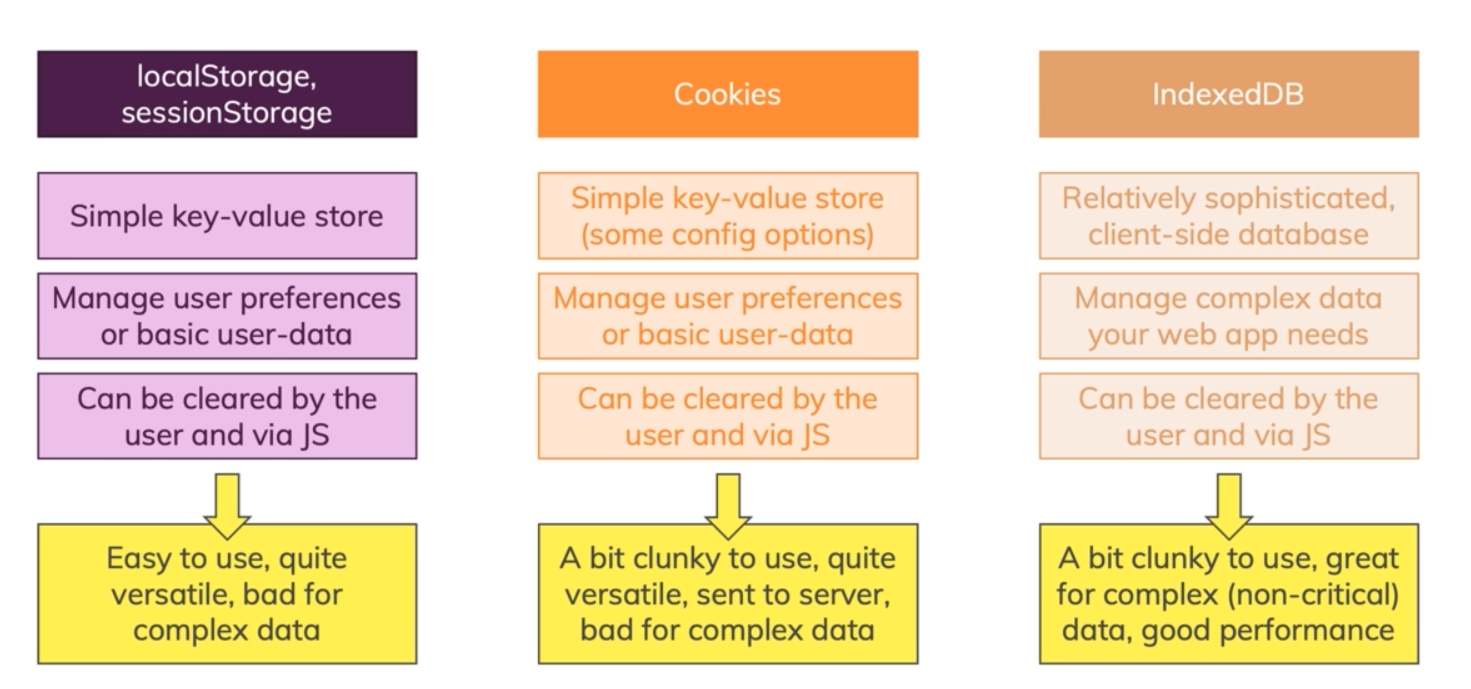 localStorage,
sessionStorage
Simple key-value store
Manage user preferences
or basic user-data
Can be cleared by the
user and via JS
Easy to use, quite
versatile, bad for
complex data
Cookies
Simple key-value store
(some config options)
Manage user preferences
or basic user-data
Can be cleared by the
user and via JS
A bit clunky to use, quite
versatile, sent to server,
bad for complex data
IndexedDB
Relatively sophisticated,
client-side database
Manage complex data
your web app needs
Can be cleared by the
user and via JS
A bit clunky to use, great
for complex (non-critical)
data, good performance